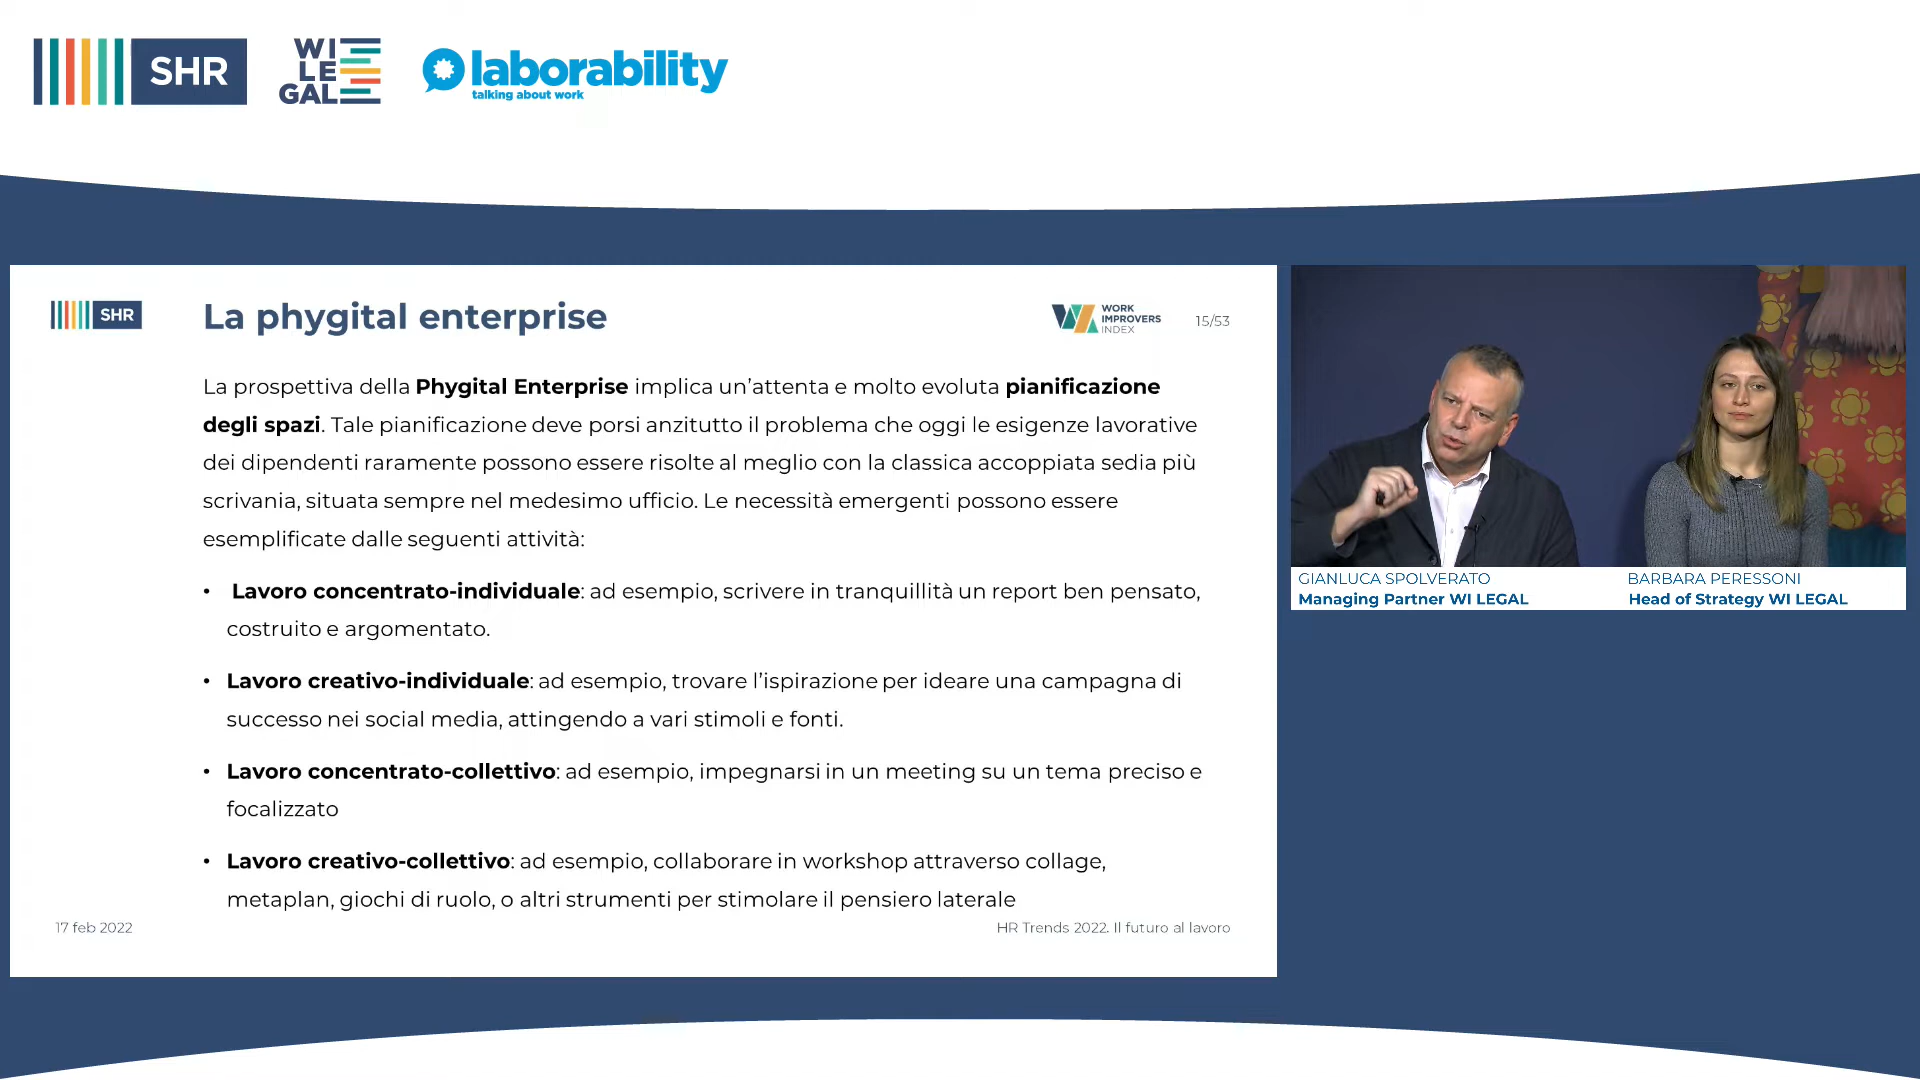 SHR
WI
LE
GAL
laborability
talking about work
SHR
La phygital enterprise
WORK
IMPROVERS
INDEX
15/53
La prospettiva della Phygital Enterprise implica un’attenta e molto evoluta pianificazione
degli spazi. Tale pianificazione deve porsi anzitutto il problema che oggi le esigenze lavorative
dei dipendenti raramente possono essere risolte al meglio con la classica accoppiata sedia più
scrivania, situata sempre nel medesimo ufficio. Le necessità emergenti possono essere
esemplificate dalle seguenti attività:
• Lavoro concentrato-individuale: ad esempio, scrivere in tranquillità un report ben pensato,
costruito e argomentato.
• Lavoro creativo-individuale: ad esempio, trovare l’ispirazione per ideare una campagna di
successo nei social media, attingendo a vari stimoli e fonti.
• Lavoro concentrato-collettivo: ad esempio, impegnarsi in un meeting su un tema preciso e
focalizzato
• Lavoro creativo-collettivo: ad esempio, collaborare in workshop attraverso collage,
metaplan, giochi di ruolo, o altri strumenti per stimolare il pensiero laterale
17 feb 2022
HR Trends 2022. Il futuro al lavoro
GIANLUCA SPOLVERATO
Managing Partner WI LEGAL
BARBARA PERESSONI
Head of Strategy WI LEGAL